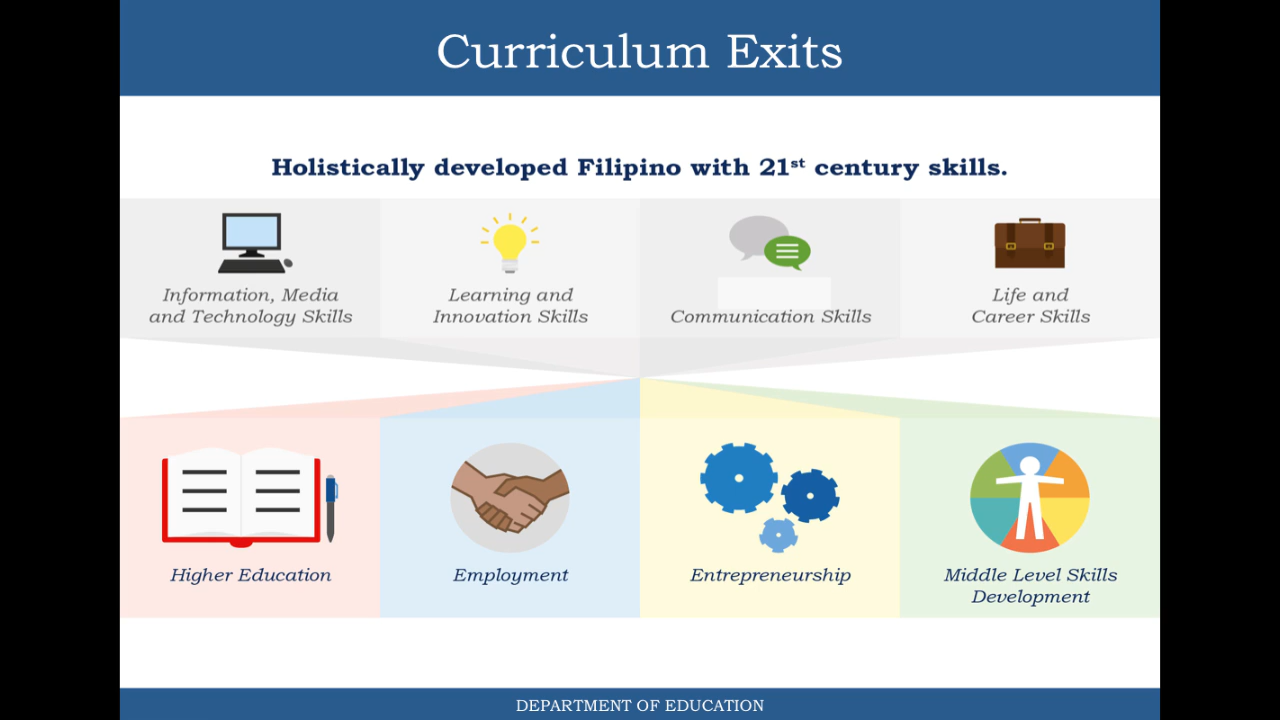 Curriculum Exits
Holistically developed Filipino with 21st century skills.
Information, Media
and Technology Skills
Learning and
Innovation Skills
Communication Skills
Life and
Career Skills
Higher Education
Employment
Entrepreneurship
Middle Level Skills
Development
DEPARTMENT OF EDUCATION